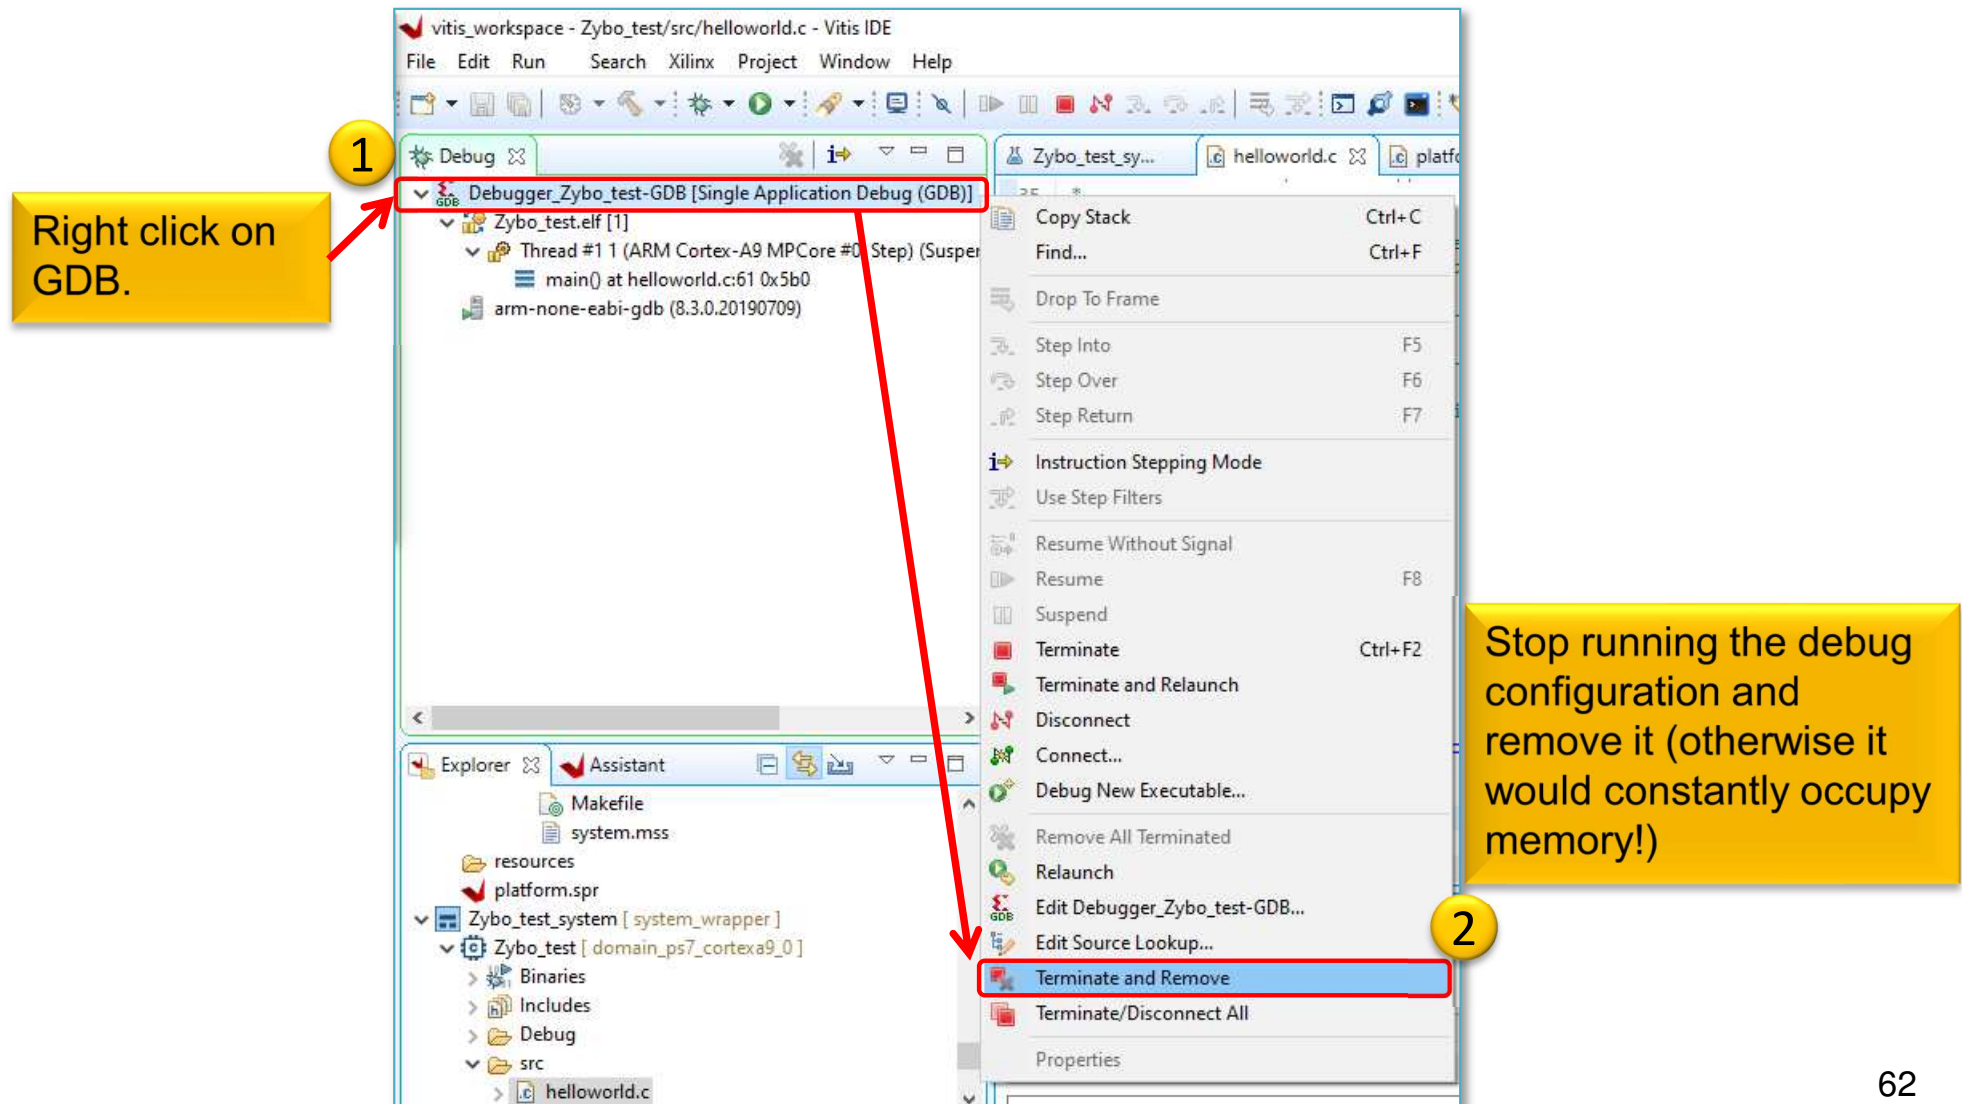 vitis_workspace - Zybo_test/src/helloworld.c - Vitis IDE
File Edit Run Search Xilinx Project Window Help
1
Debug
Zybo_test_sy...
helloworld.c
Debugger_Zybo_test-GDB [Single Application Debug (GDB)]
Zybo_test.elf [1]
Thread #1 1 (ARM Cortex-A9 MPCore #0 Step) (Susper
main() at helloworld.c:61 0x5b0
arm-none-eabi-gdb (8.3.0.20190709)
Right click on
GDB.
Copy Stack Ctrl+C
Find... Ctrl+F
Drop To Frame
Step Into F5
Step Over F6
Step Return F7
Instruction Stepping Mode
Use Step Filters
Resume Without Signal
Resume F8
Suspend
Terminate Ctrl+F2
Terminate and Relaunch
Disconnect
Connect...
Debug New Executable...
Remove All Terminated
Relaunch
Edit Debugger_Zybo_test-GDB...
Edit Source Lookup...
Terminate and Remove
Terminate/Disconnect All
Properties
Stop running the debug
configuration and
remove it (otherwise it
would constantly occupy
memory!)
2
Explorer
Assistant
Makefile
system.mss
resources
platform.spr
Zybo_test_system [ system_wrapper ]
Zybo_test [ domain_ps7_cortexa9_0 ]
Binaries
Includes
Debug
src
helloworld.c
62